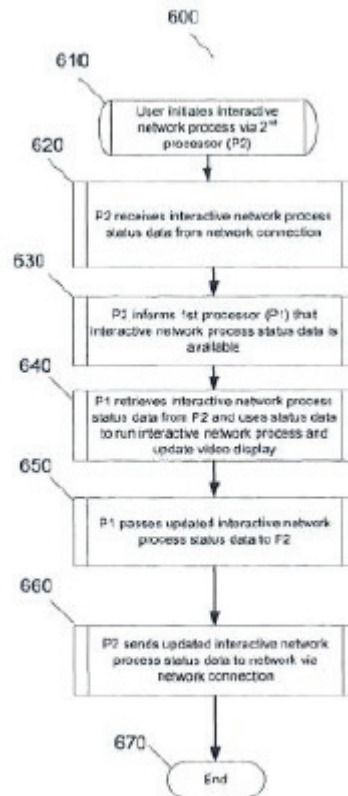 600
610
User initiates interactive
network process via 2nd
processor (P2)
620
P2 receives interactive network process
status data from network connection
630
P2 informs 1st processor (P1) that
interactive network process status data is
available
640
P1 retrieves interactive network process
status data from P2 and uses status data
to run interactive network process and
update video display
650
P1 passes updated interactive network
process status data to P2
660
P2 sends updated interactive network
process status data to network via
network connection
670
End